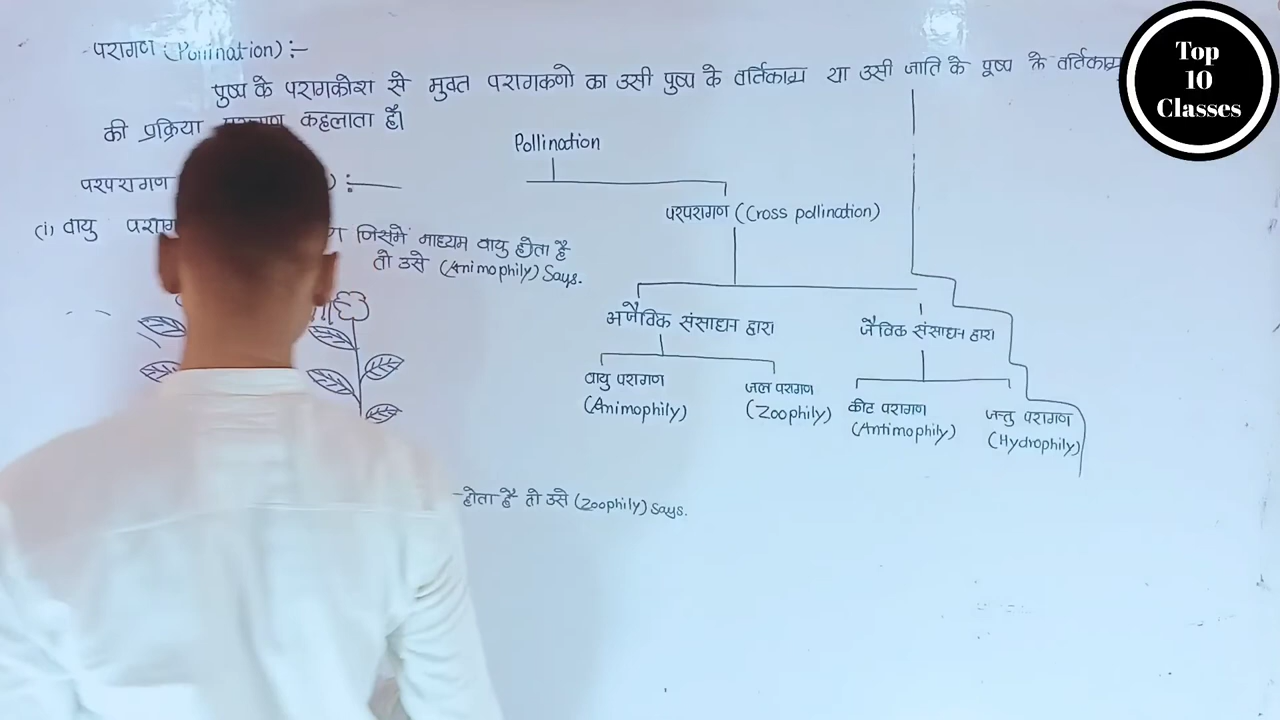 परागण (Pollination) :-
पुष्प के परागकोश से मुक्त परागकणो का उसी पुष्प के वर्तिकाग्र या उसी जाति के पुष्प के वर्तिकाग्र
की प्रक्रिया कहलाता है।
परपरागण ) :—
(i) वायु जिसमें माध्यम वायु होता है
तो उसे (Animophily) Says.
Pollination
परपरागण (Cross pollination)
अजैविक संसाधन द्वारा
जैविक संसाधन द्वारा
वायु परागण
(Animophily)
जल परागण
(Zoophily)
कीट परागण
(Antimophily)
जन्तु परागण
(Hydrophily)
होता है तो उसे (Zoophily) Says.
Top
10
Classes